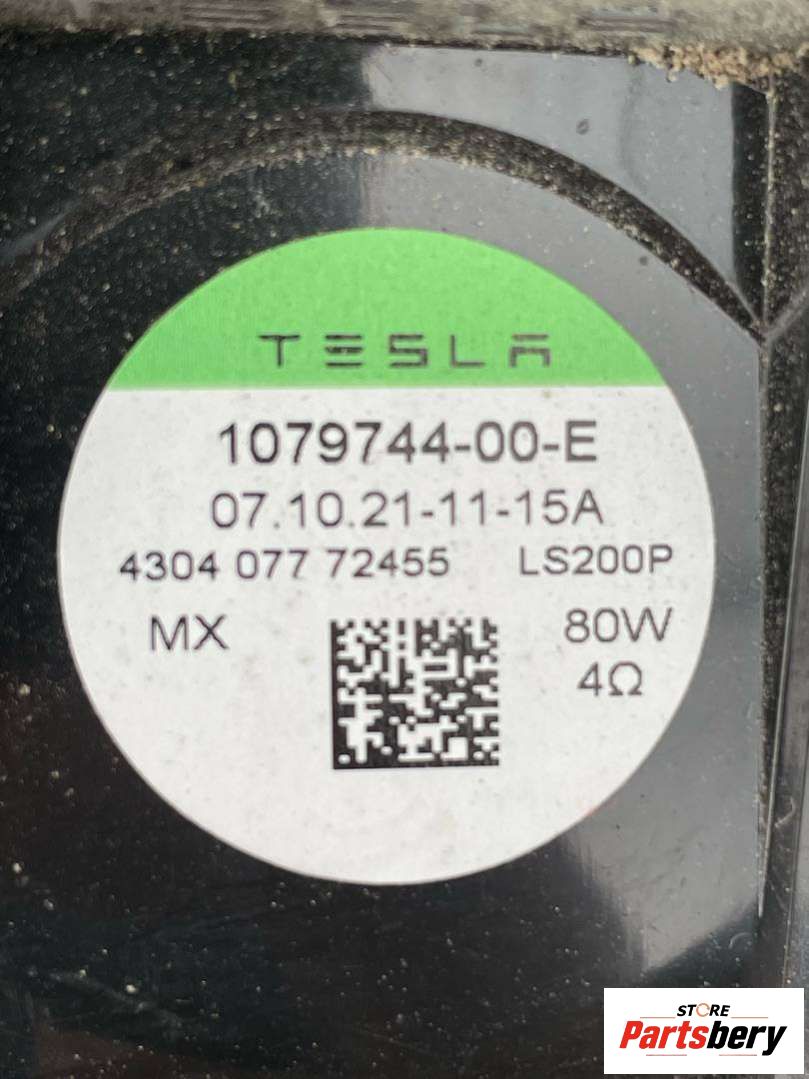 TESLA
1079744-00-E
07.10.21-11-15A
4304 077 72455 LS200P
MX 80W
4Ω
STORE
Partsbery